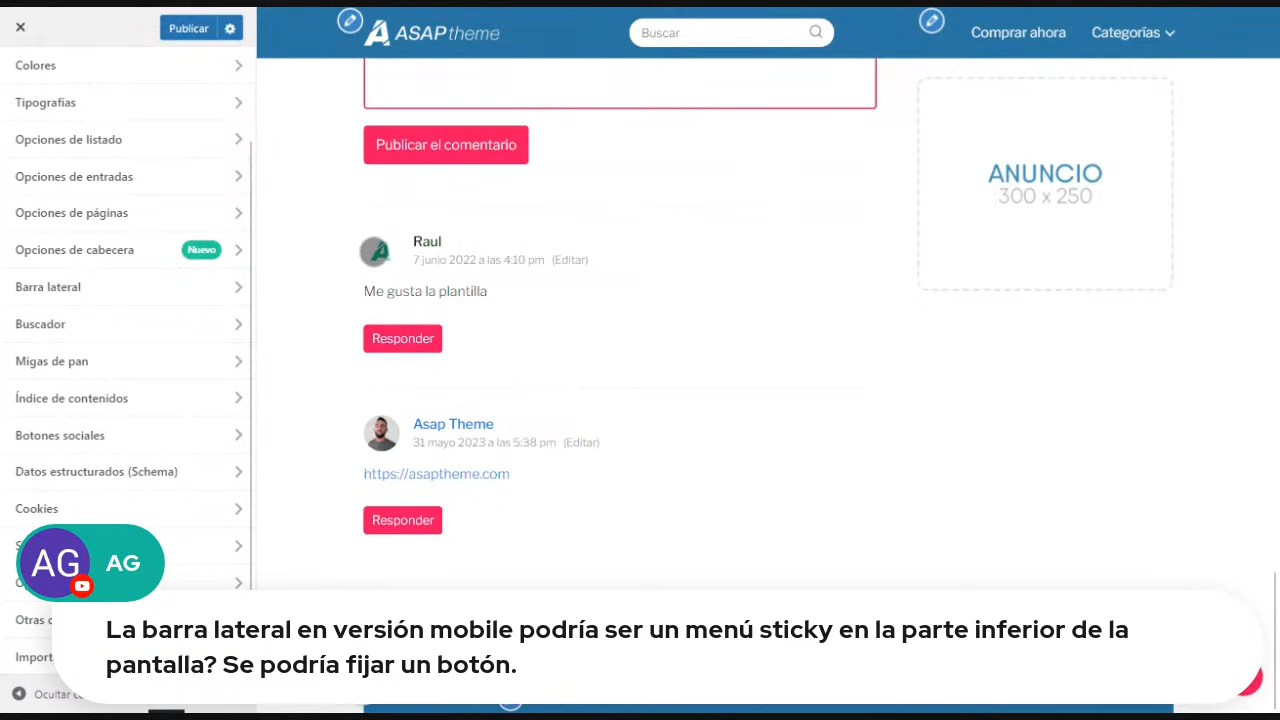 Publicar
ASAP theme
Buscar
Comprar ahora
Categorías
Colores
Tipografías
Opciones de listado
Opciones de entradas
Opciones de páginas
Opciones de cabecera
Nuevo
Barra lateral
Buscador
Migas de pan
Índice de contenidos
Botones sociales
Datos estructurados (Schema)
Cookies
Publicar el comentario
Raul
7 junio 2022 a las 4:10 pm (Editar)
Me gusta la plantilla
Responder
Asap Theme
31 mayo 2023 a las 5:38 pm (Editar)
https://asaptheme.com
Responder
ANUNCIO
300 x 250
AG
AG
La barra lateral en versión mobile podría ser un menú sticky en la parte inferior de la
pantalla? Se podría fijar un botón.
Otras
Import
Ocultar